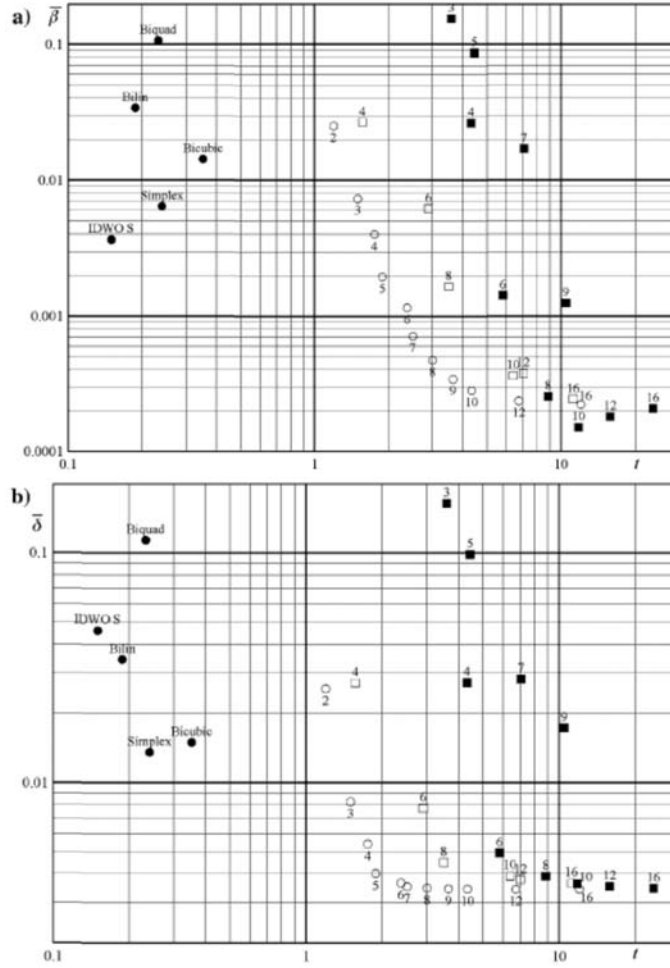 a) β̅
3
Biquad
0.1
5
Bilin
4 4
2
7
Bicubic
0.01
Simplex
6
3
IDWO S
4
8
5
6 9
6
0.001
7
10 12
8
8
9
16
10
16
12
10 12 16
0.0001
0.1 1 10 t
b) δ̅
3
Biquad
0.1
5
IDWO S
Bilin
4 4 7
2
Simplex Bicubic
9
0.01
6
3
4 8 6
10 12 8
5
16 10 12 16
6 7 8 9 10 12 16
0.1 1 10 t